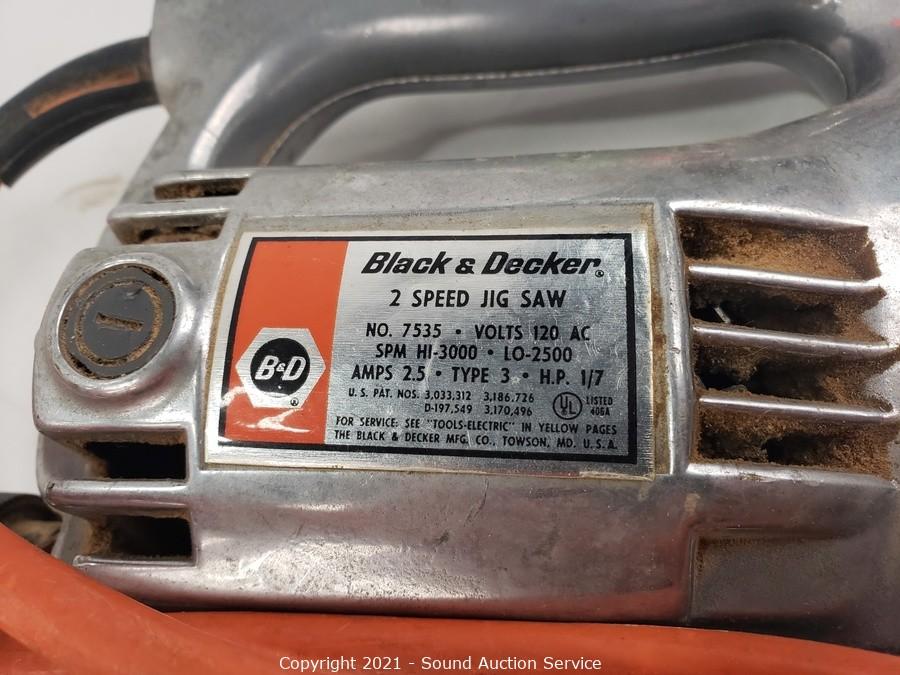 Black & Decker®
2 SPEED JIG SAW
NO. 7535 • VOLTS 120 AC
SPM HI-3000 • LO-2500
AMPS 2.5 • TYPE 3 • H.P. 1/7
U.S. PAT. NOS. 3,033,312 3,186,726
D-197,549 3,170,496
UL LISTED
406A
FOR SERVICE: SEE "TOOLS-ELECTRIC" IN YELLOW PAGES
THE BLACK & DECKER MFG. CO., TOWSON, MD. U.S.A.
B&D®
Copyright 2021 - Sound Auction Service